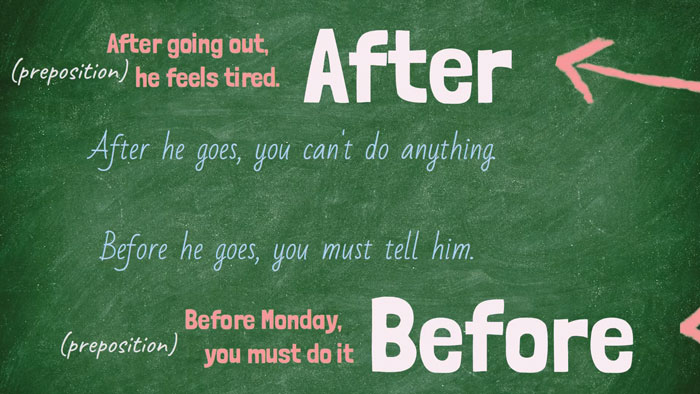 After going out,
(preposition) he feels tired.
After
After he goes, you can't do anything.
Before he goes, you must tell him.
Before Monday,
(preposition) you must do it
Before